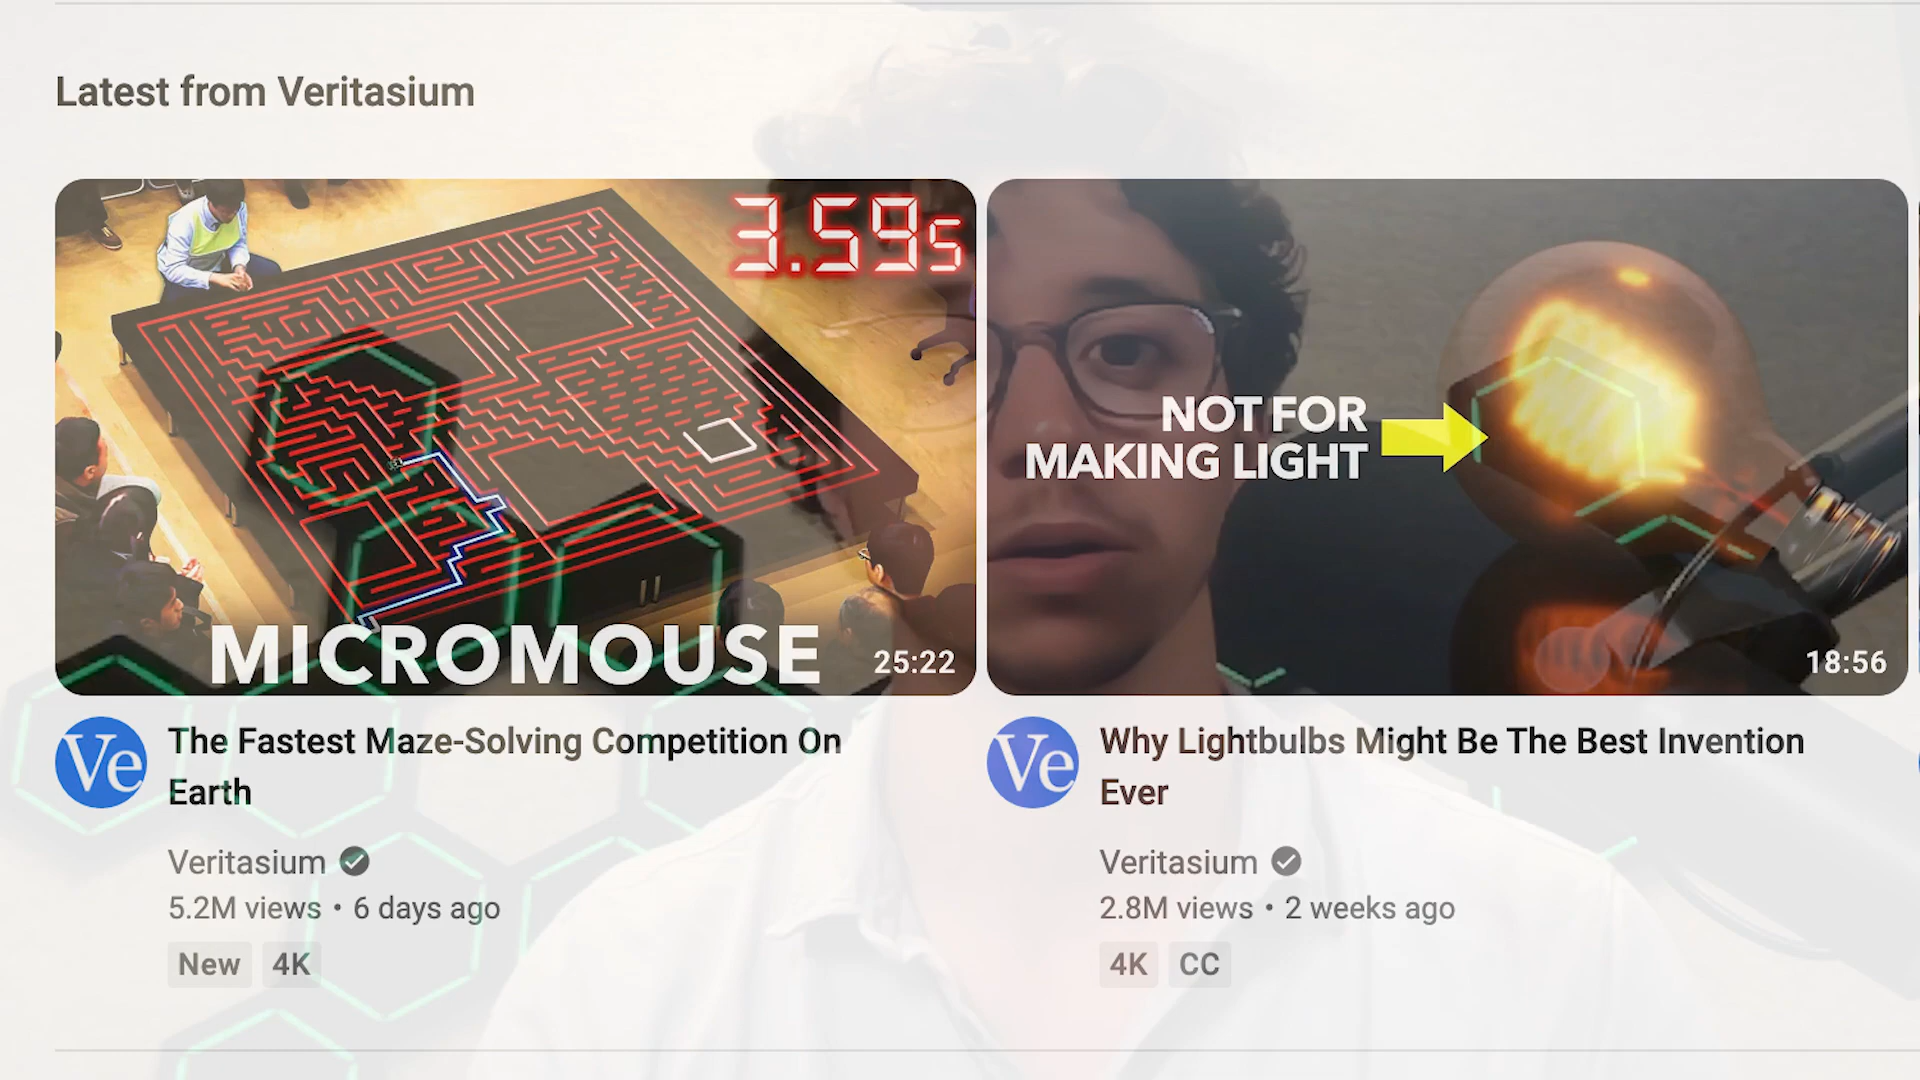 Latest from Veritasium
3.59s
MICROMOUSE
25:22
NOT FOR
MAKING LIGHT
18:56
Ve
The Fastest Maze-Solving Competition On
Earth
Veritasium
5.2M views • 6 days ago
New 4K
Ve
Why Lightbulbs Might Be The Best Invention
Ever
Veritasium
2.8M views • 2 weeks ago
4K CC